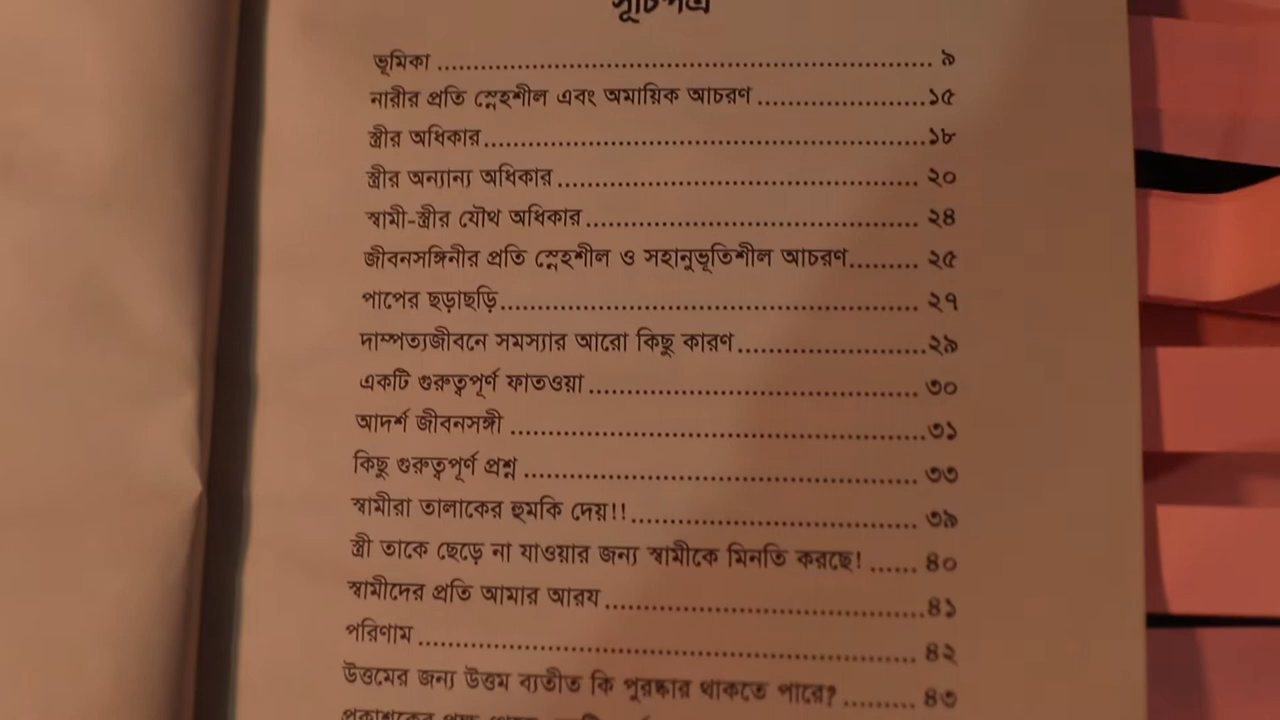 সূচিপত্র
ভূমিকা ................................................................ ৯
নারীর প্রতি স্নেহশীল এবং অমায়িক আচরণ ......................১৫
স্ত্রীর অধিকার.........................................................১৮
স্ত্রীর অন্যান্য অধিকার ............................................... ২০
স্বামী-স্ত্রীর যৌথ অধিকার ........................................... ২৪
জীবনসঙ্গিনীর প্রতি স্নেহশীল ও সহানুভূতিশীল আচরণ......... ২৫
পাপের ছড়াছড়ি....................................................... ২৭
দাম্পত্যজীবনে সমস্যার আরো কিছু কারণ ........................২৯
একটি গুরুত্বপূর্ণ ফাতওয়া ........................................... ৩০
আদর্শ জীবনসঙ্গী .....................................................৩১
কিছু গুরুত্বপূর্ণ প্রশ্ন .................................................. ৩৩
স্বামীরা তালাকের হুমকি দেয়!!..................................... ৩৯
স্ত্রী তাকে ছেড়ে না যাওয়ার জন্য স্বামীকে মিনতি করছে! ...... ৪০
স্বামীদের প্রতি আমার আরয ........................................৪১
পরিণাম ................................................................ ৪২
উত্তমের জন্য উত্তম ব্যতীত কি পুরষ্কার থাকতে পারে? ......... ৪৩